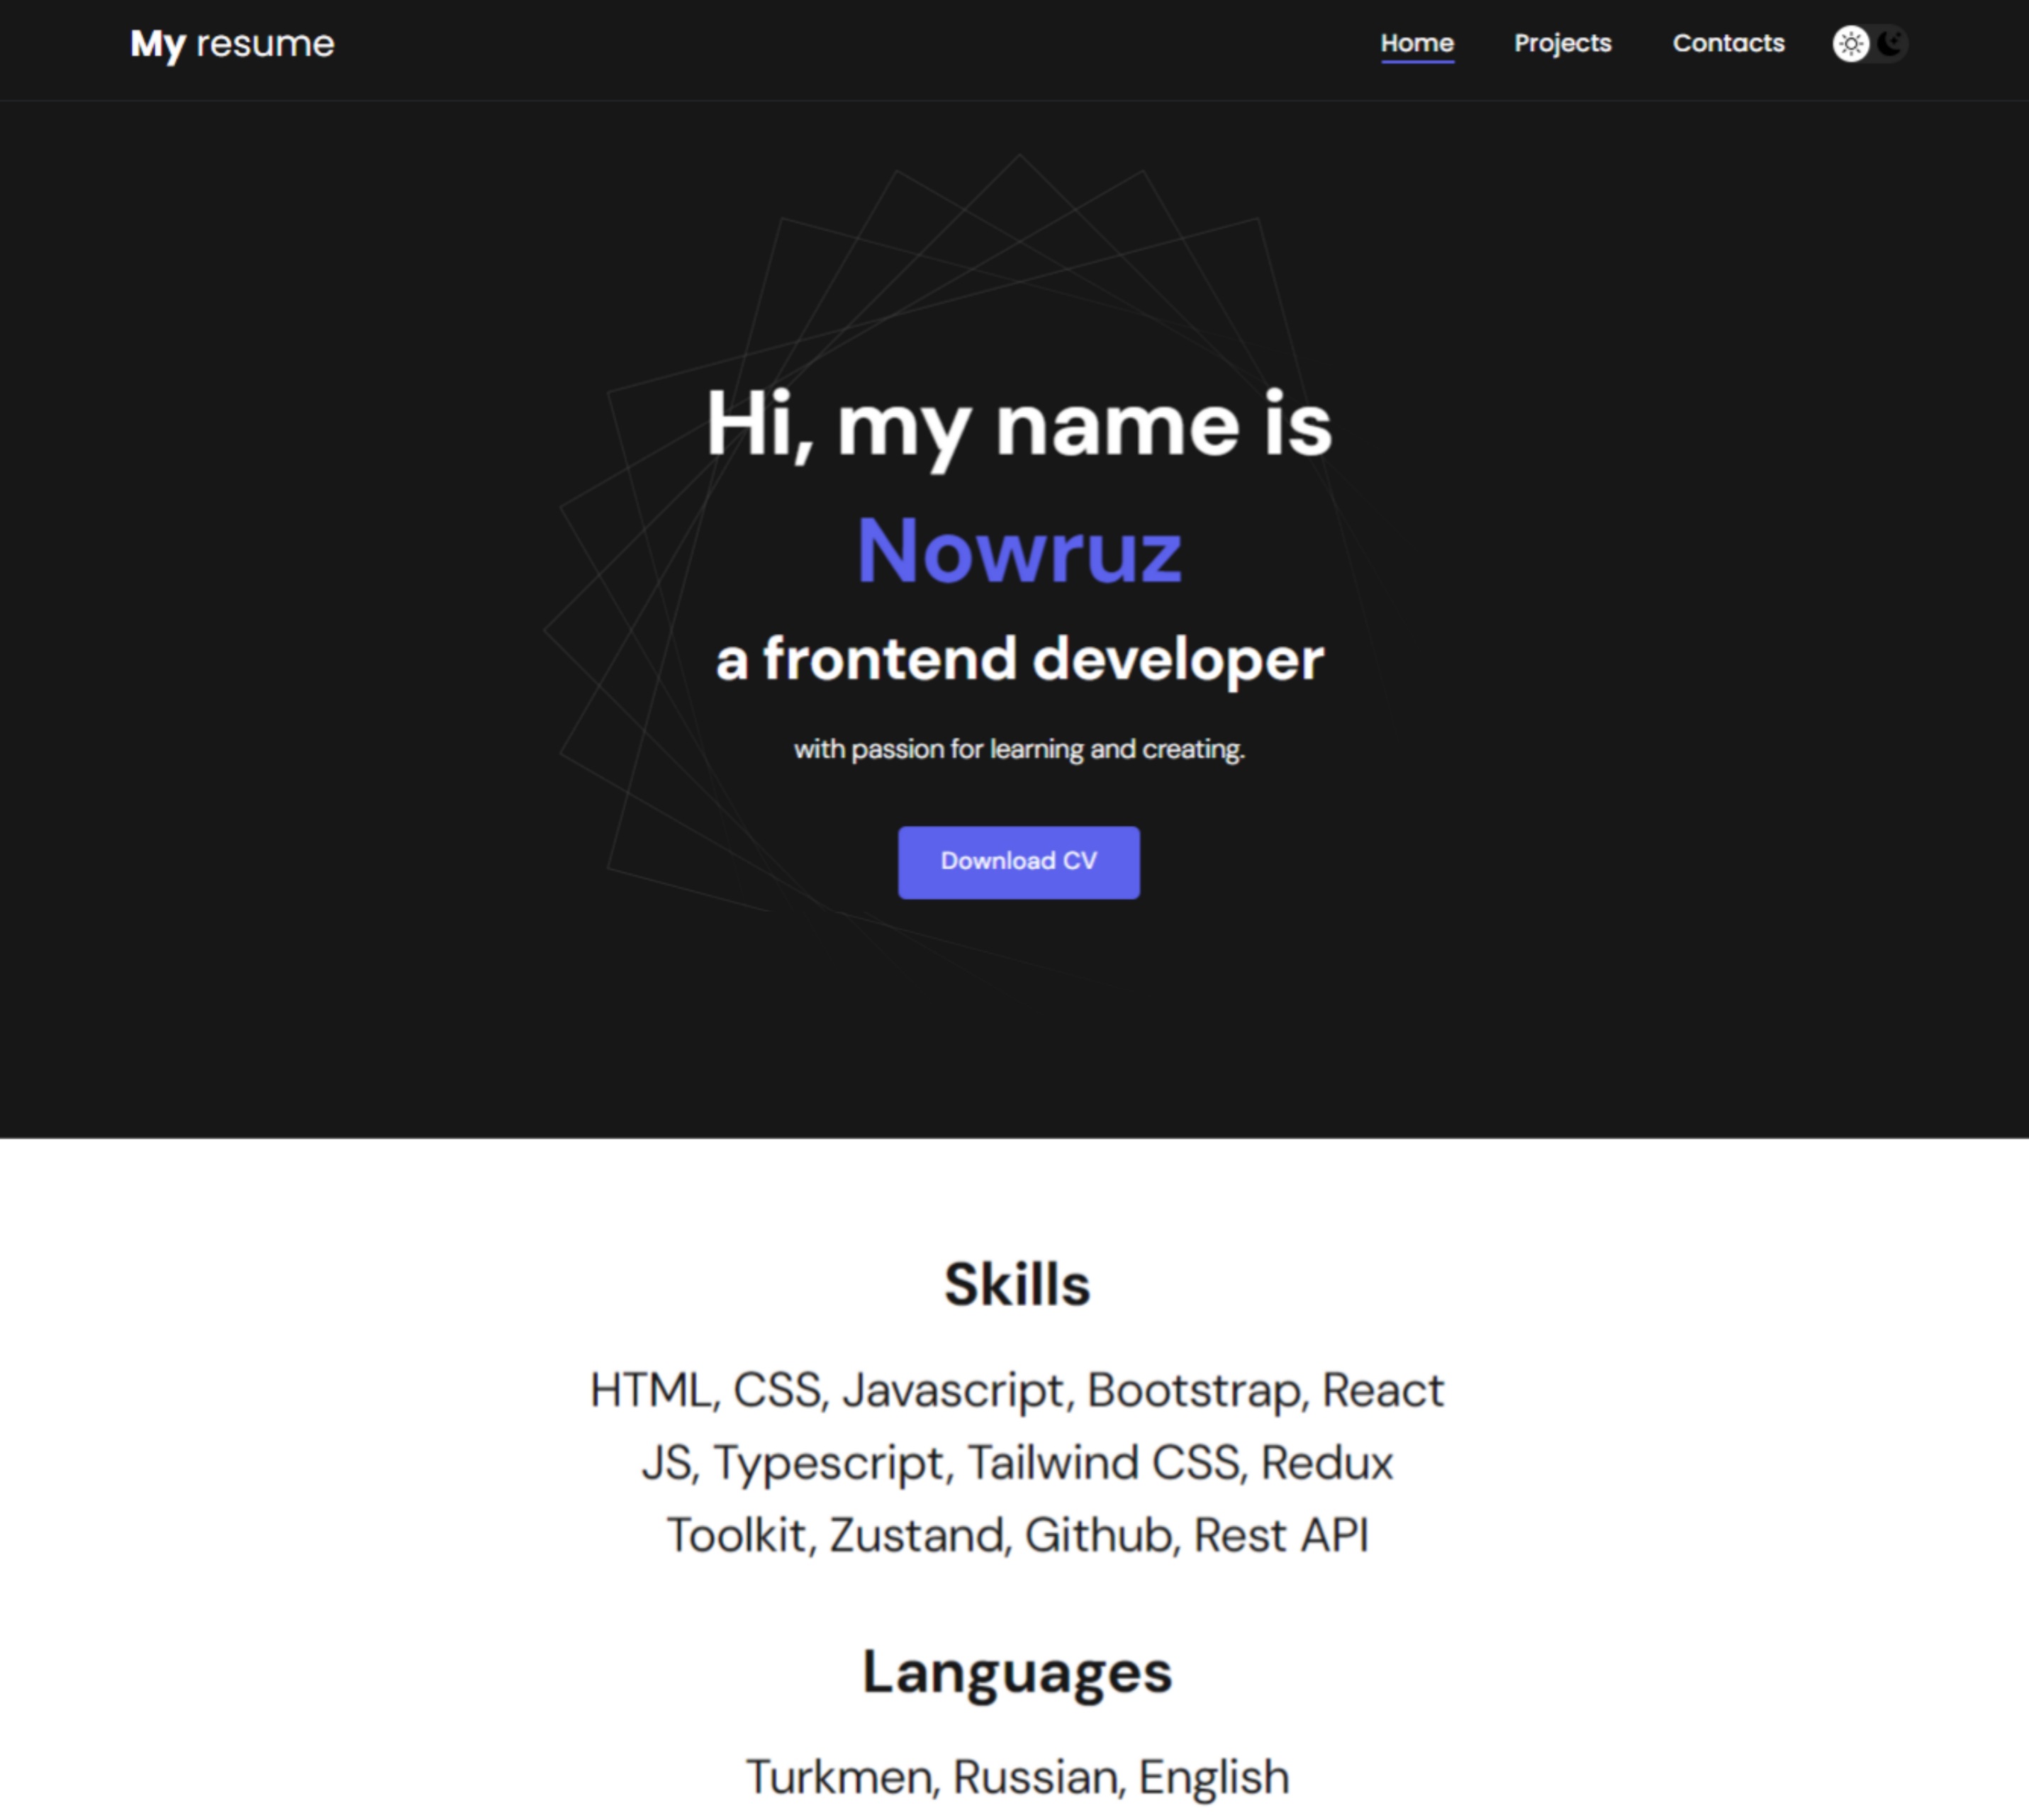 My resume
Home Projects Contacts
Hi, my name is
Nowruz
a frontend developer
with passion for learning and creating.
Download CV
Skills
HTML, CSS, Javascript, Bootstrap, React
JS, Typescript, Tailwind CSS, Redux
Toolkit, Zustand, Github, Rest API
Languages
Turkmen, Russian, English